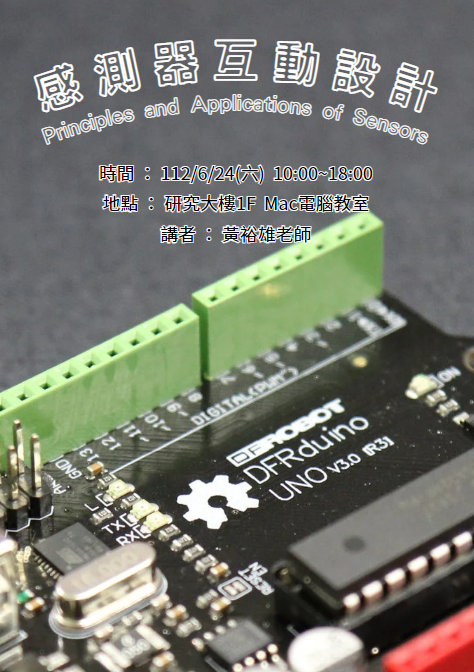 感測器互動設計
Principles and Applications of Sensors
時間 : 112/6/24(六) 10:00~18:00
地點 : 研究大樓1F Mac電腦教室
講者 : 黃裕雄老師
DIGITAL(PWM~)
GND 13 12 11 10 9 8 7
DFROBOT
DFRduino
UNO V3.0 [R3]
ON
L
TX
RX